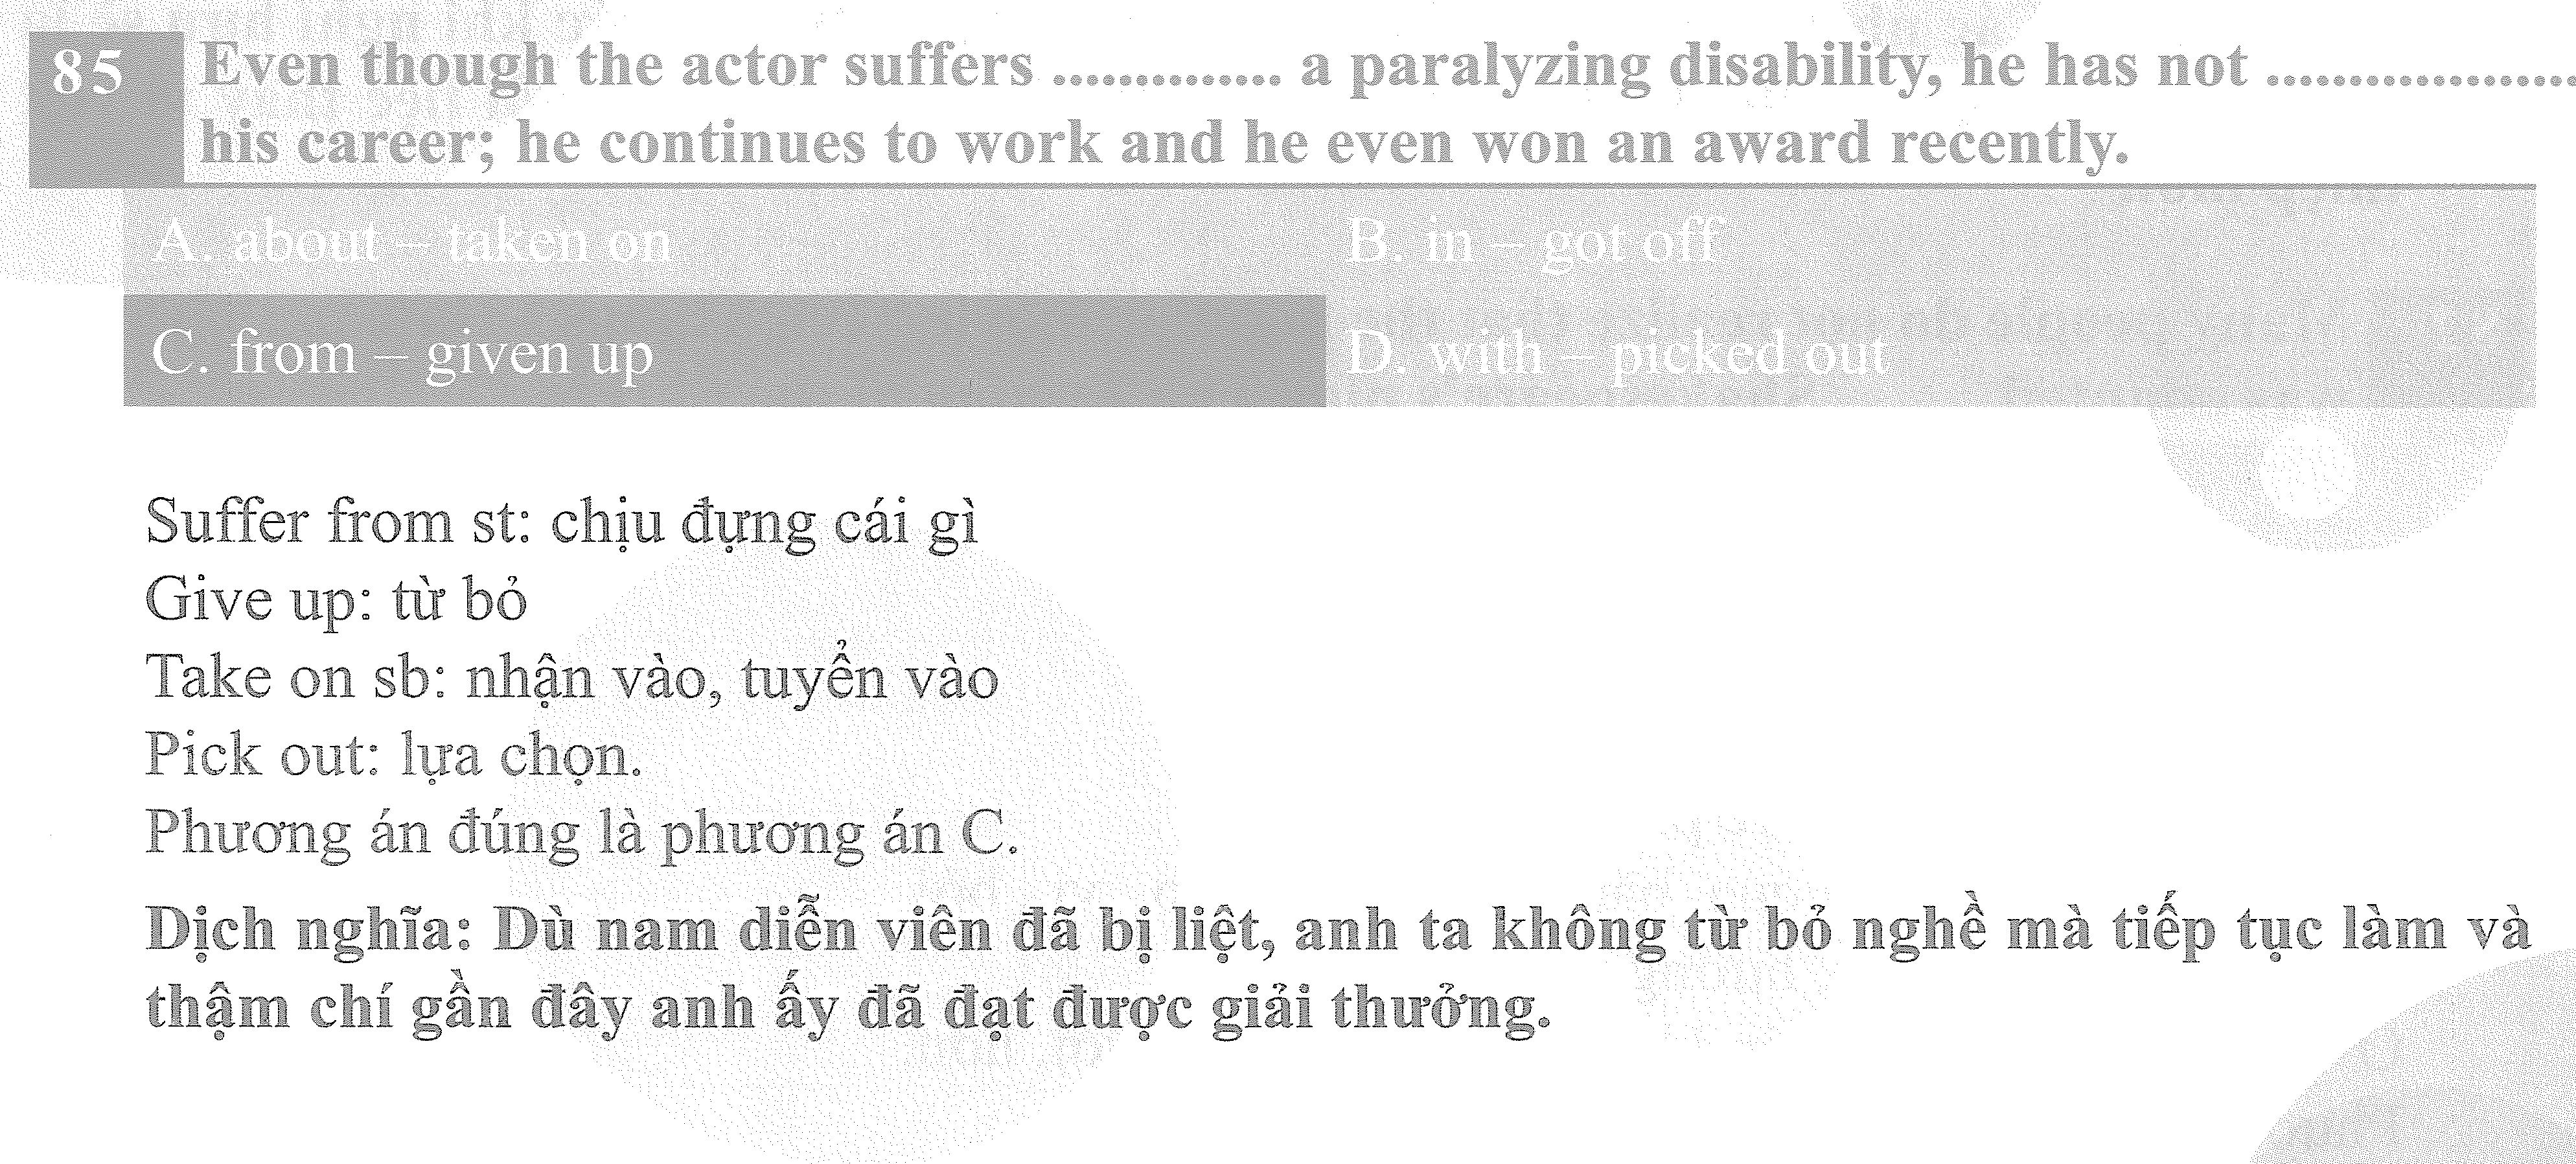 85 Even though the actor suffers .............. a paralyzing disability, he has not ...................
his career; he continues to work and he even won an award recently.
A. about – taken on B. in – got off
C. from – given up D. with – picked out
Suffer from st: chịu đựng cái gì
Give up: từ bỏ
Take on sb: nhận vào, tuyển vào
Pick out: lựa chọn.
Phương án đúng là phương án C.
Dịch nghĩa: Dù nam diễn viên đã bị liệt, anh ta không từ bỏ nghề mà tiếp tục làm và
thậm chí gần đây anh ấy đã đạt được giải thưởng.